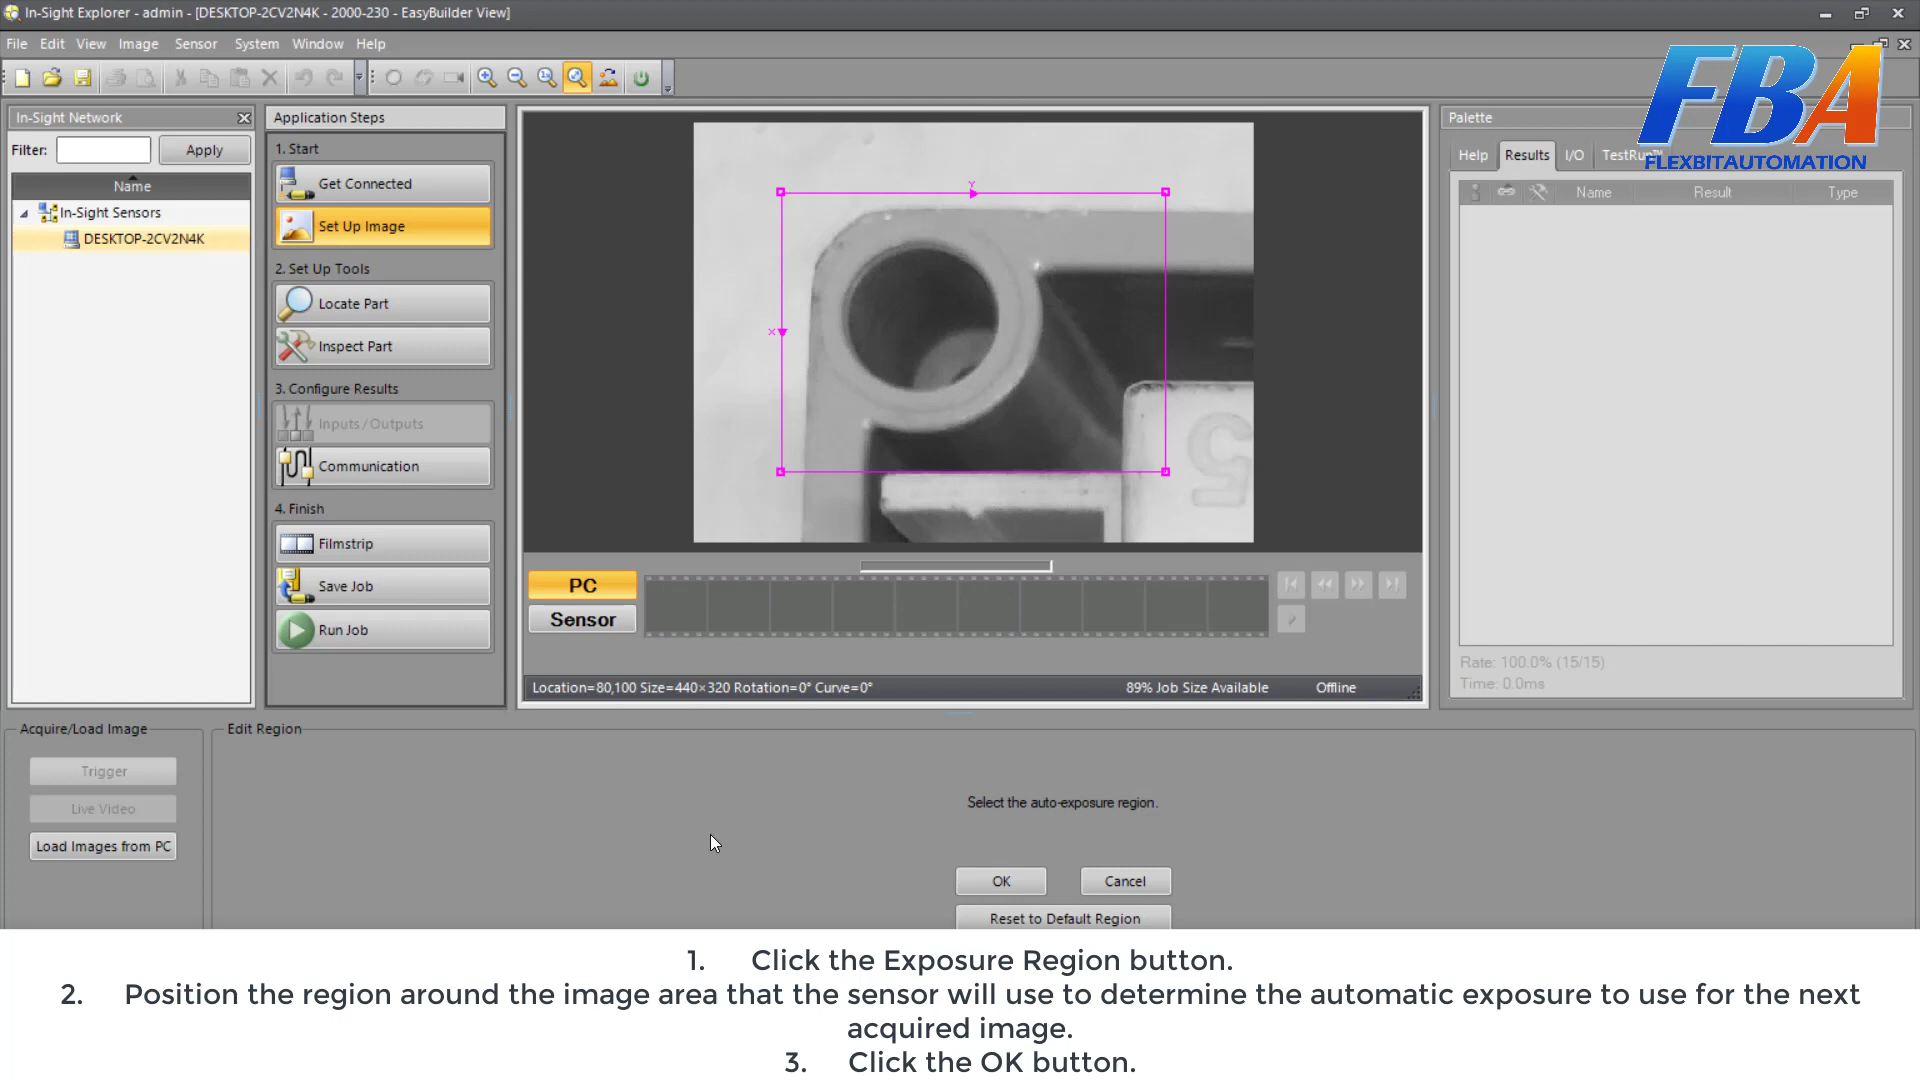 In-Sight Explorer - admin - [DESKTOP-2CV2N4K - 2000-230 - EasyBuilder View]
File Edit View Image Sensor System Window Help
FBA
FLEXBITAUTOMATION
In-Sight Network
Filter:
Apply
Name
In-Sight Sensors
DESKTOP-2CV2N4K
Application Steps
1. Start
Get Connected
Set Up Image
2. Set Up Tools
Locate Part
Inspect Part
3. Configure Results
Inputs/Outputs
Communication
4. Finish
Filmstrip
Save Job
Run Job
Y
X
5
PC
Sensor
Location=80,100 Size=440×320 Rotation=0° Curve=0°
89% Job Size Available
Offline
Palette
Help Results I/O TestRun™
Name Result Type
Rate: 100.0% (15/15)
Time: 0.0ms
Acquire/Load Image
Trigger
Live Video
Load Images from PC
Edit Region
Select the auto-exposure region.
OK
Cancel
Reset to Default Region
1. Click the Exposure Region button.
2. Position the region around the image area that the sensor will use to determine the automatic exposure to use for the next
acquired image.
3. Click the OK button.